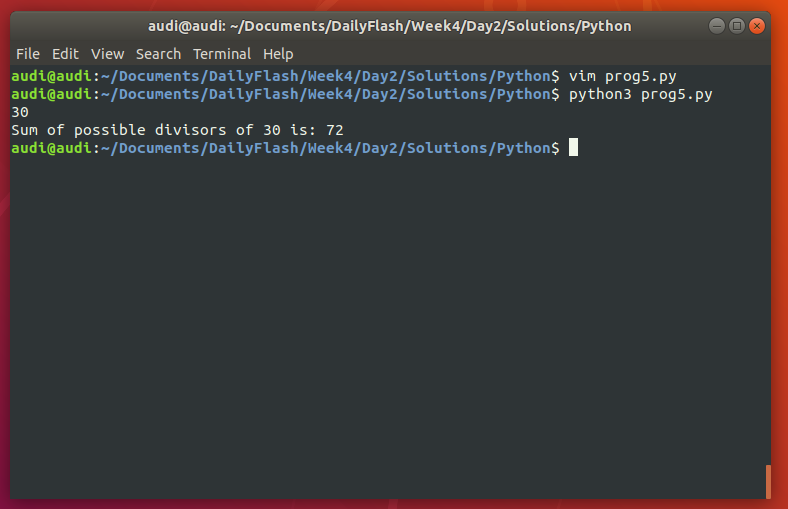 audi@audi: ~/Documents/DailyFlash/Week4/Day2/Solutions/Python
File Edit View Search Terminal Help
audi@audi:~/Documents/DailyFlash/Week4/Day2/Solutions/Python$ vim prog5.py
audi@audi:~/Documents/DailyFlash/Week4/Day2/Solutions/Python$ python3 prog5.py
30
Sum of possible divisors of 30 is: 72
audi@audi:~/Documents/DailyFlash/Week4/Day2/Solutions/Python$